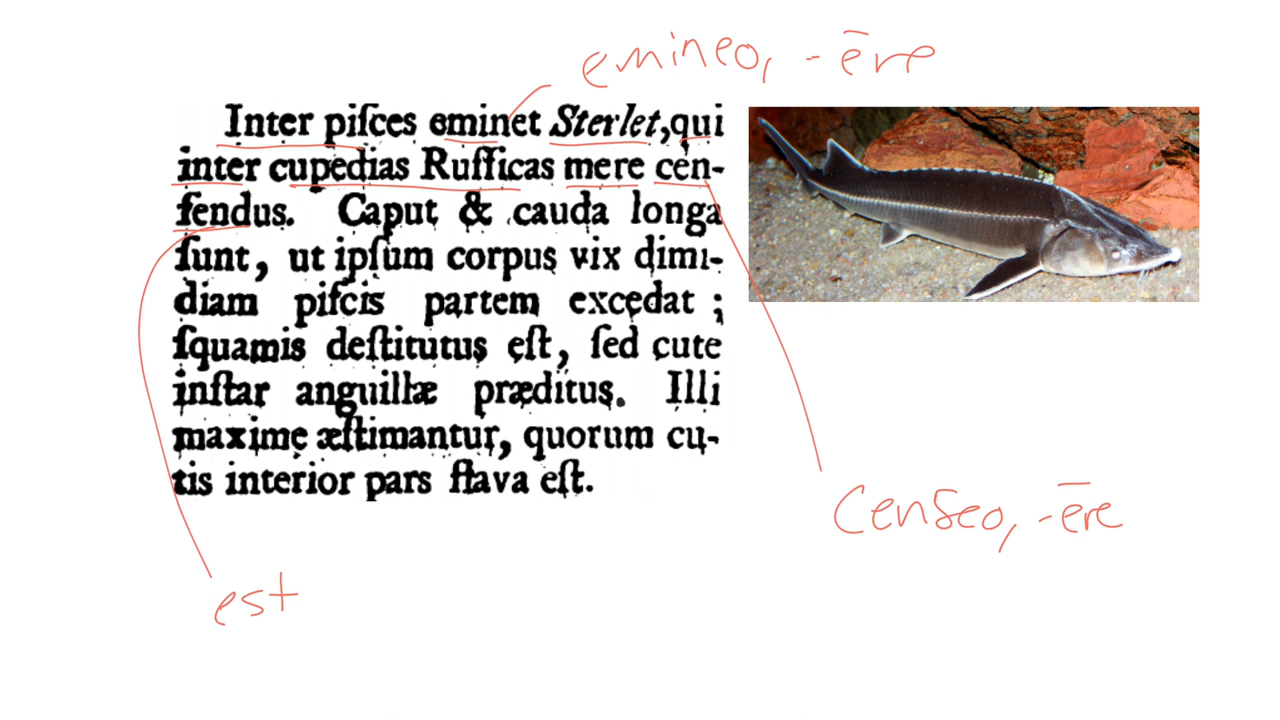 emineo, -ēre
Inter piſces eminet Sterlet, qui
inter cupedias Ruſſicas mere cen-
ſendus. Caput & cauda longa
ſunt, ut ipſum corpus vix dimi-
diam piſcis partem excedat ;
ſquamis deſtitutus eſt, ſed cute
inſtar anguillæ præditus. Illi
maxime æſtimantur, quorum cu-
tis interior pars flava eſt.
censeo, -ēre
est